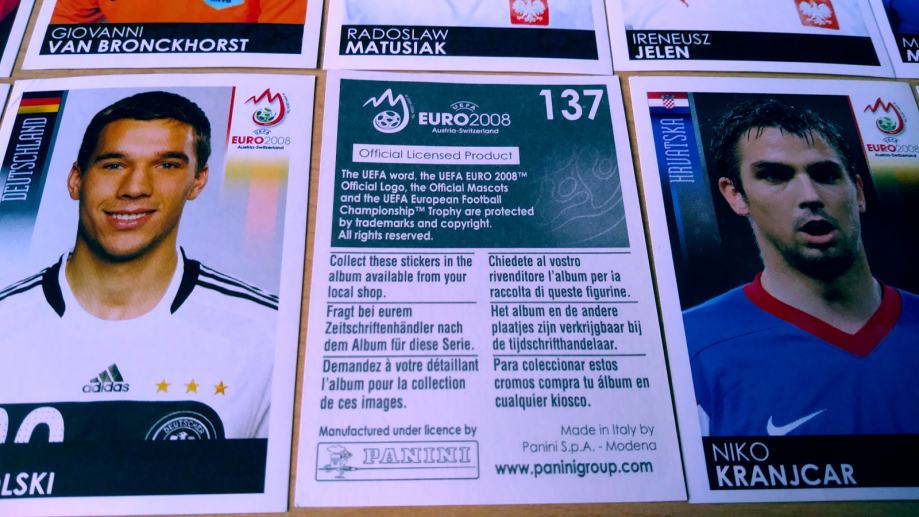 GIOVANNI
VAN BRONCKHORST
RADOSLAW
MATUSIAK
IRENEUSZ
JELEN
DEUTSCHLAND
EURO2008
Austria-Switzerland
adidas
LSKI
UEFA
EURO2008
Austria-Switzerland
137
Official Licensed Product
The UEFA word, the UEFA EURO 2008™
Official Logo, the Official Mascots
and the UEFA European Football
Championship™ Trophy are protected
by trademarks and copyright.
All rights reserved.
Collect these stickers in the
album available from your
local shop.
Fragt bei eurem
Zeitschriftenhändler nach
dem Album für diese Serie.
Demandez à votre détaillant
l'album pour la collection
de ces images.
Chiedete al vostro
rivenditore l'album per la
raccolta di queste figurine.
Het album en de andere
plaatjes zijn verkrijgbaar bij
de tijdschrifthandelaar.
Para coleccionar estos
cromos compra tu álbum en
cualquier kiosco.
Manufactured under licence by
PANINI
Made in Italy by
Panini S.p.A. - Modena
www.paninigroup.com
HRVATSKA
EURO2008
Austria-Switzerland
NIKO
KRANJCAR